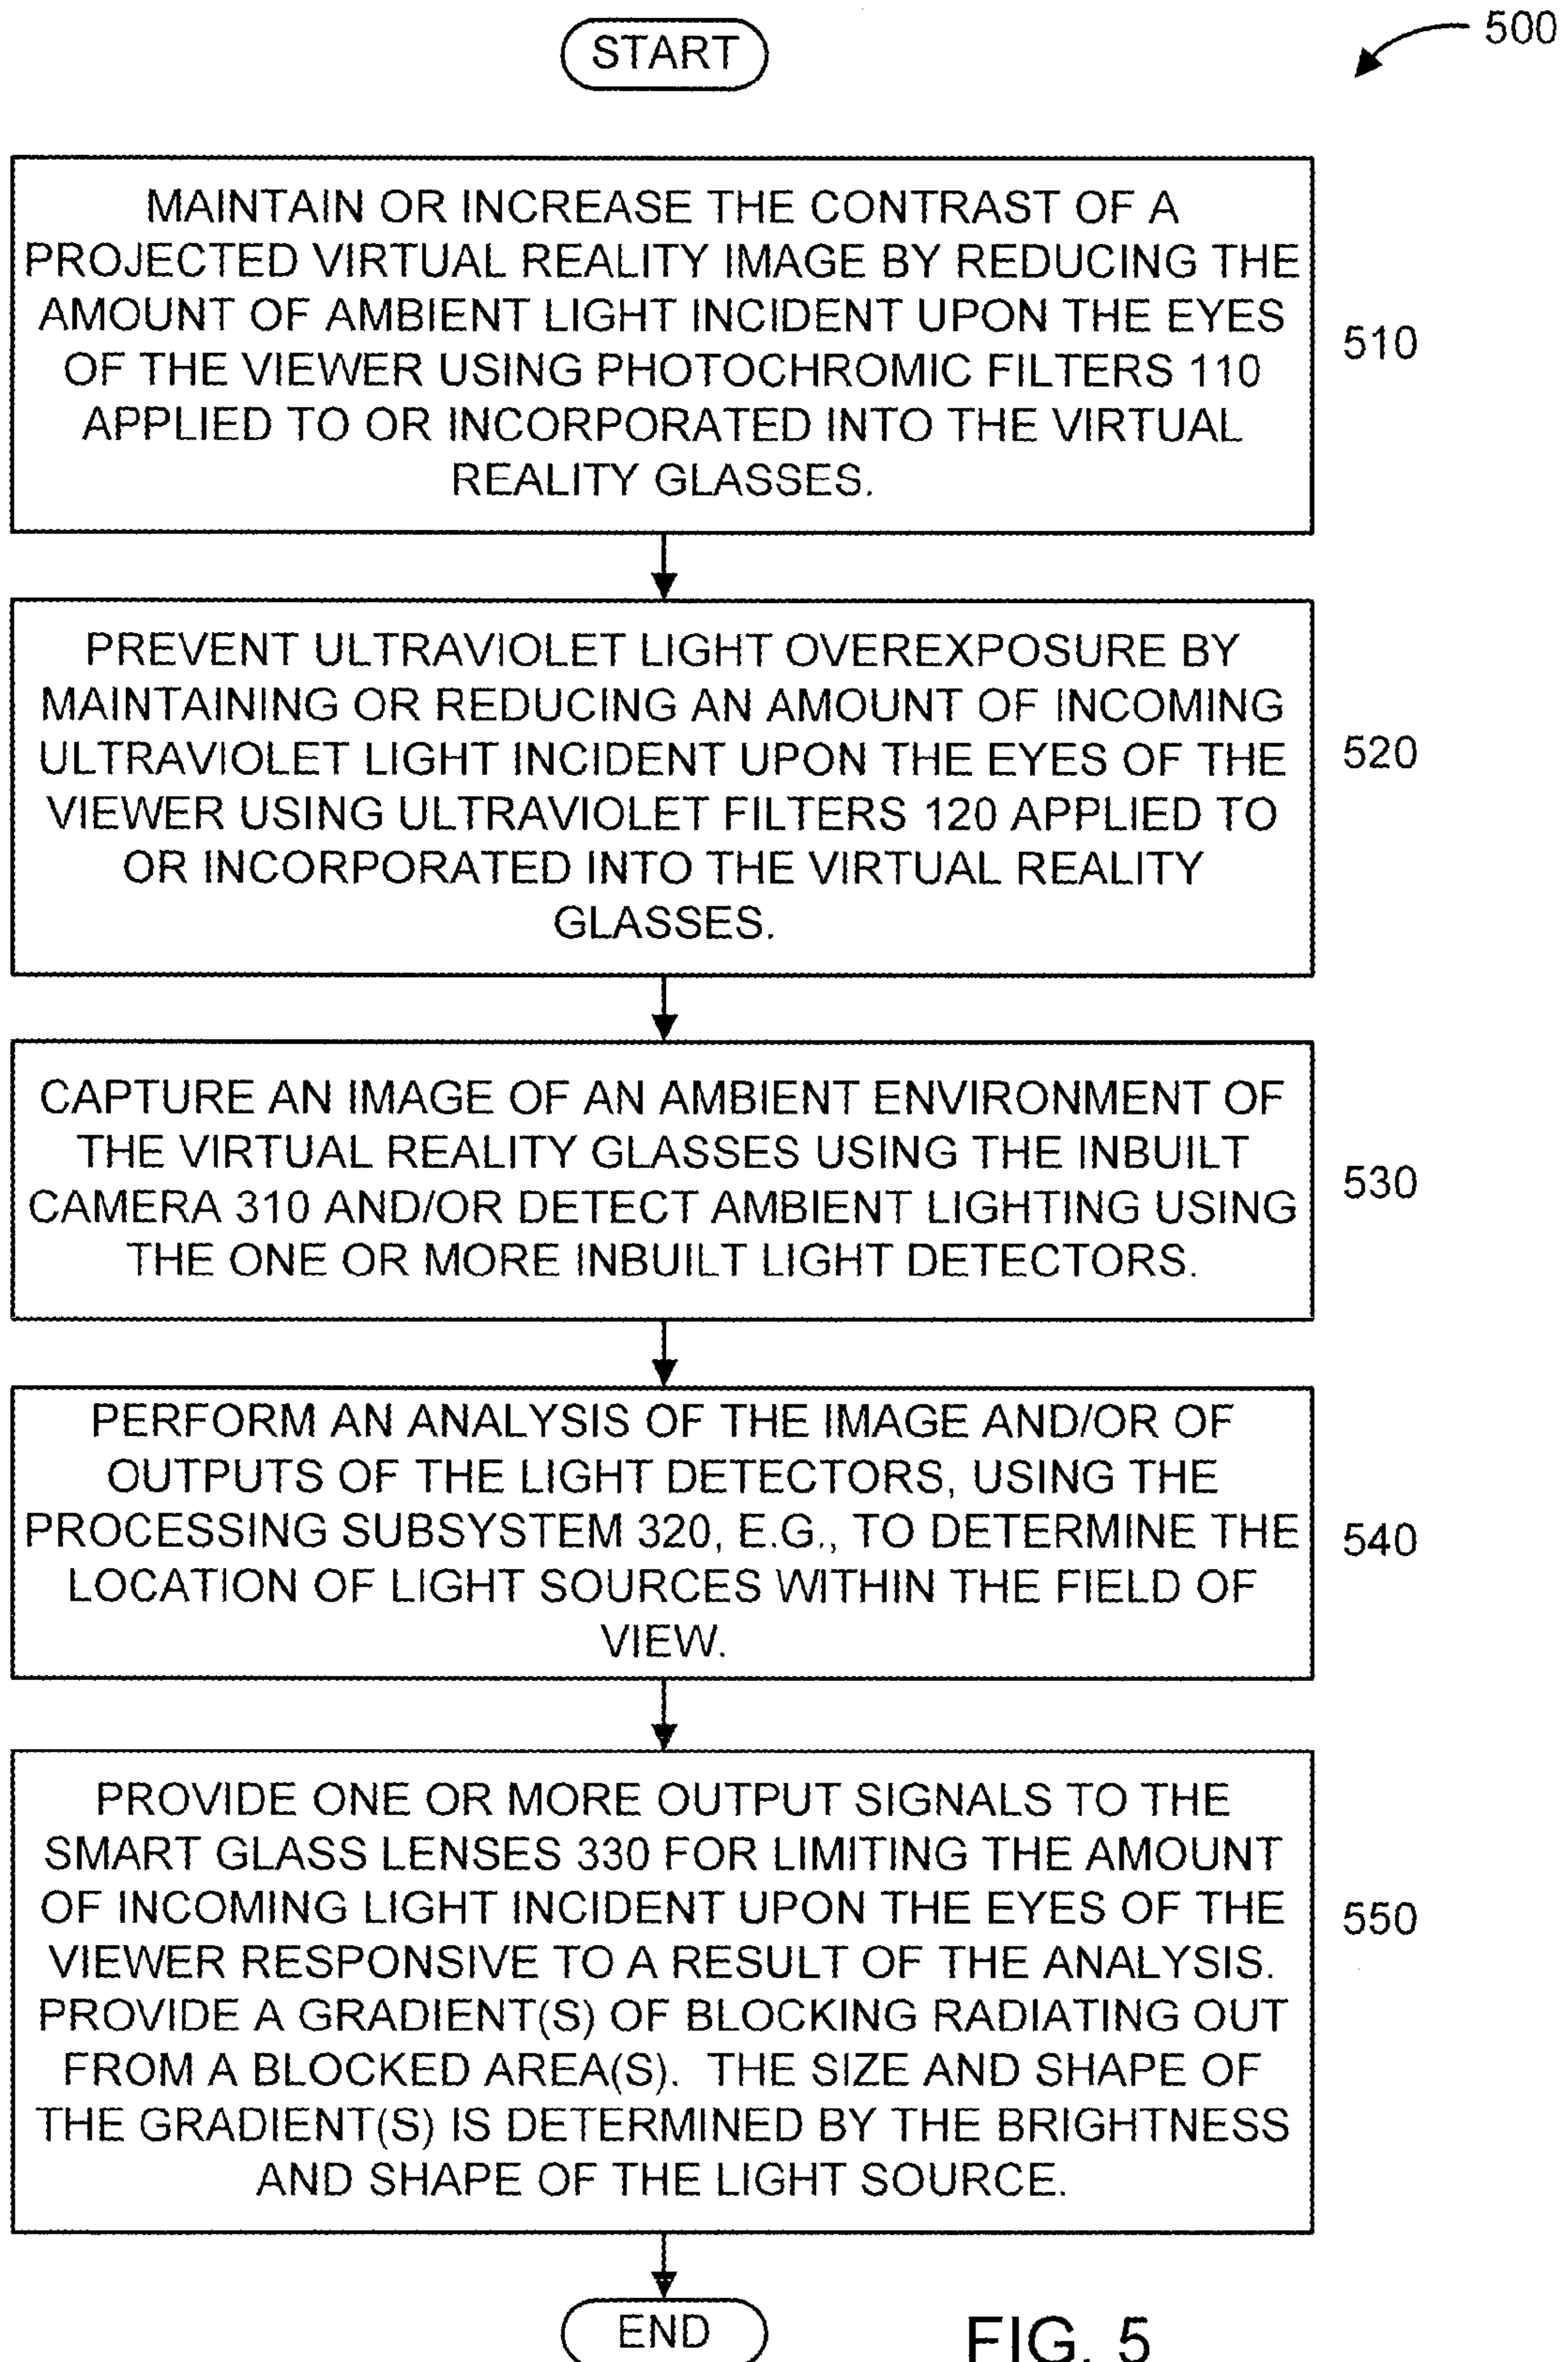 START
500
MAINTAIN OR INCREASE THE CONTRAST OF A
PROJECTED VIRTUAL REALITY IMAGE BY REDUCING THE
AMOUNT OF AMBIENT LIGHT INCIDENT UPON THE EYES
OF THE VIEWER USING PHOTOCHROMIC FILTERS 110
APPLIED TO OR INCORPORATED INTO THE VIRTUAL
REALITY GLASSES.
510
PREVENT ULTRAVIOLET LIGHT OVEREXPOSURE BY
MAINTAINING OR REDUCING AN AMOUNT OF INCOMING
ULTRAVIOLET LIGHT INCIDENT UPON THE EYES OF THE
VIEWER USING ULTRAVIOLET FILTERS 120 APPLIED TO
OR INCORPORATED INTO THE VIRTUAL REALITY
GLASSES.
520
CAPTURE AN IMAGE OF AN AMBIENT ENVIRONMENT OF
THE VIRTUAL REALITY GLASSES USING THE INBUILT
CAMERA 310 AND/OR DETECT AMBIENT LIGHTING USING
THE ONE OR MORE INBUILT LIGHT DETECTORS.
530
PERFORM AN ANALYSIS OF THE IMAGE AND/OR OF
OUTPUTS OF THE LIGHT DETECTORS, USING THE
PROCESSING SUBSYSTEM 320, E.G., TO DETERMINE THE
LOCATION OF LIGHT SOURCES WITHIN THE FIELD OF
VIEW.
540
PROVIDE ONE OR MORE OUTPUT SIGNALS TO THE
SMART GLASS LENSES 330 FOR LIMITING THE AMOUNT
OF INCOMING LIGHT INCIDENT UPON THE EYES OF THE
VIEWER RESPONSIVE TO A RESULT OF THE ANALYSIS.
PROVIDE A GRADIENT(S) OF BLOCKING RADIATING OUT
FROM A BLOCKED AREA(S). THE SIZE AND SHAPE OF
THE GRADIENT(S) IS DETERMINED BY THE BRIGHTNESS
AND SHAPE OF THE LIGHT SOURCE.
550
END
FIG. 5